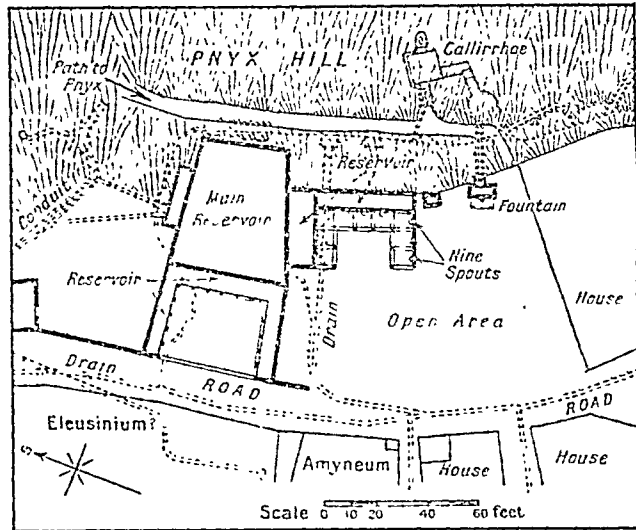 Callirrhoe
PNYX HILL
Path to
Pnyx
Reservoir
Main
Reservoir
Conduit
Fountain
Nine
Spouts
Reservoir
House
Drain
Open Area
Drain
ROAD
ROAD
Eleusinium?
S
Amyneum
House
House
Scale 0 10 20 40 60 feet